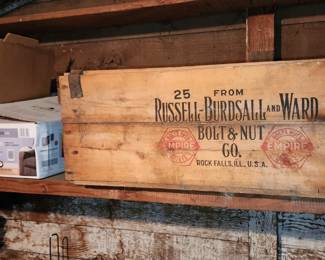 25 FROM
RUSSELL-BURDSALL AND WARD
BOLT & NUT
CO.
ROCK FALLS, ILL., U.S.A.
EMPIRE
EMPIRE